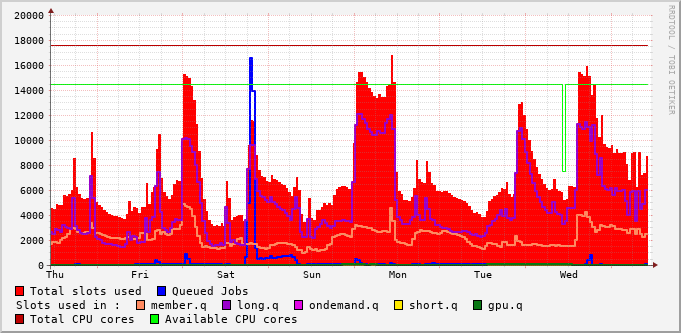 20000
18000
16000
14000
12000
10000
8000
6000
4000
2000
0
Thu Fri Sat Sun Mon Tue Wed
Total slots used Queued Jobs
Slots used in : member.q long.q ondemand.q short.q gpu.q
Total CPU cores Available CPU cores
RRDTOOL / TOBI OETIKER